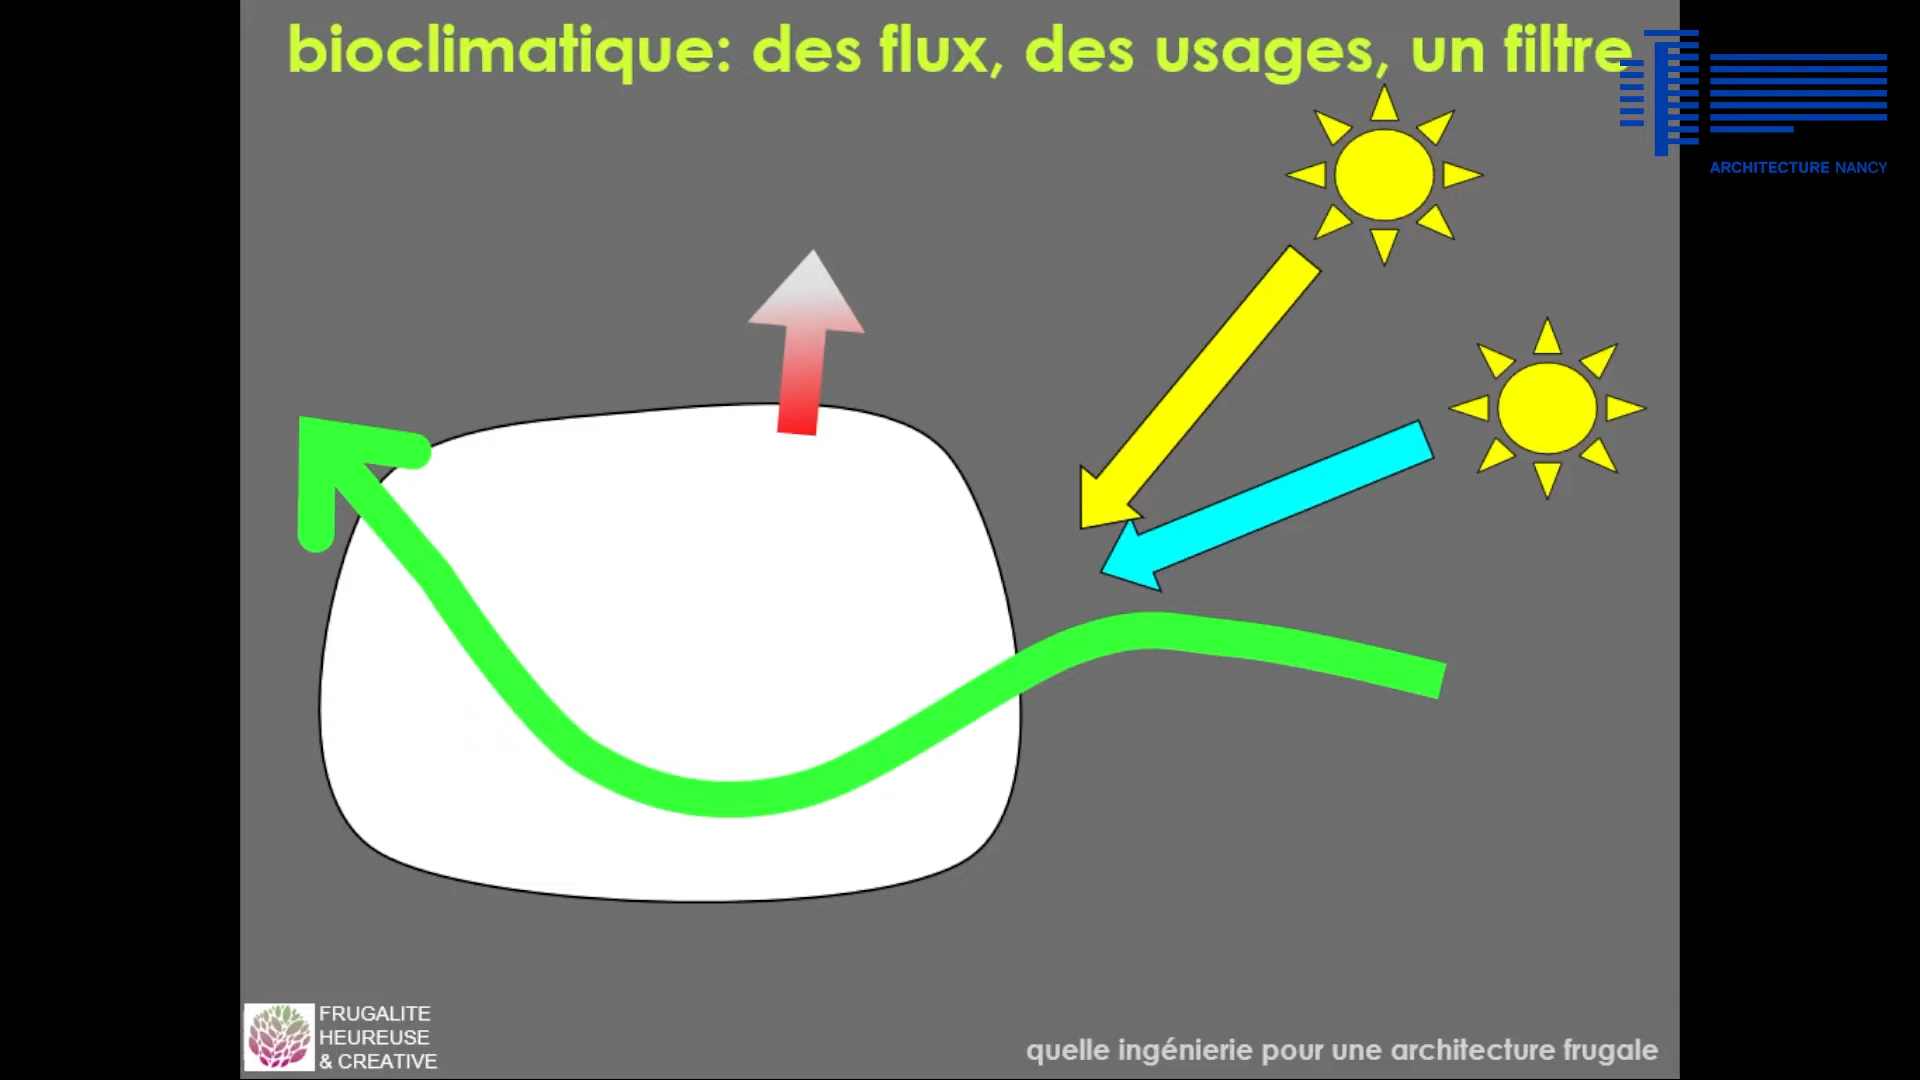 bioclimatique: des flux, des usages, un filtre
ARCHITECTURE NANCY
FRUGALITE
HEUREUSE
& CREATIVE
quelle ingénierie pour une architecture frugale